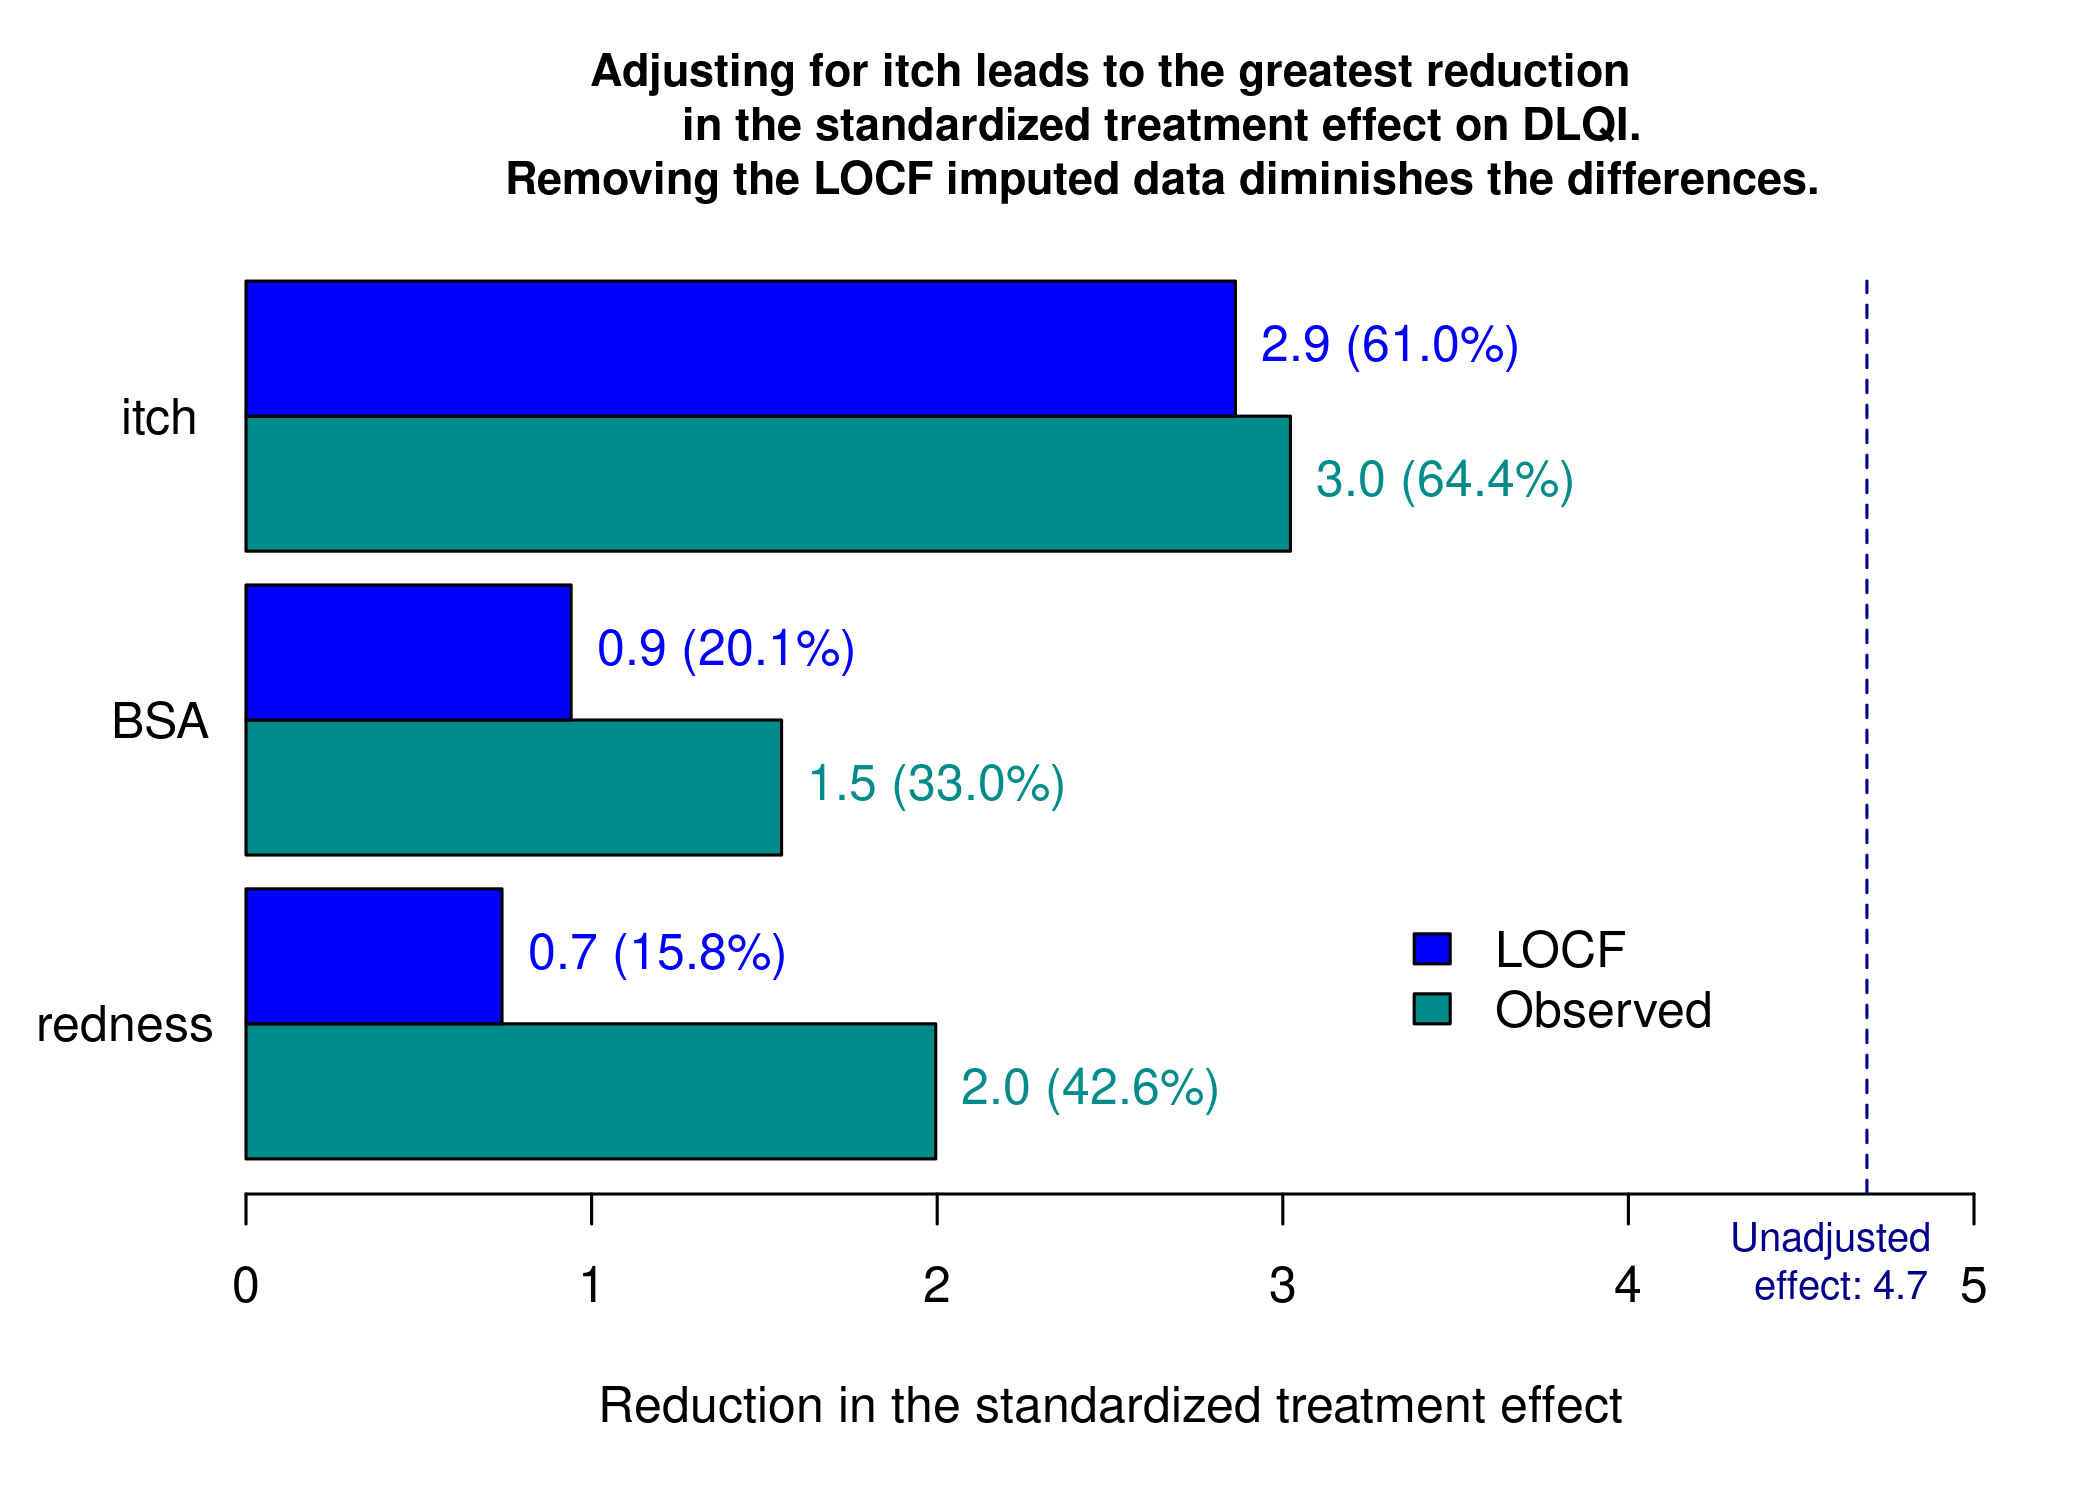 Adjusting for itch leads to the greatest reduction
in the standardized treatment effect on DLQI.
Removing the LOCF imputed data diminishes the differences.
2.9 (61.0%)
itch
3.0 (64.4%)
0.9 (20.1%)
BSA
1.5 (33.0%)
0.7 (15.8%)
LOCF
redness
Observed
2.0 (42.6%)
Unadjusted
effect: 4.7
0 1 2 3 4 5
Reduction in the standardized treatment effect